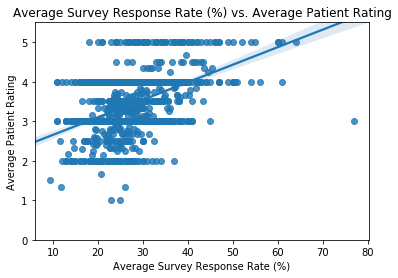 Average Survey Response Rate (%) vs. Average Patient Rating
Average Patient Rating
5
4
3
2
1
0
10 20 30 40 50 60 70 80
Average Survey Response Rate (%)